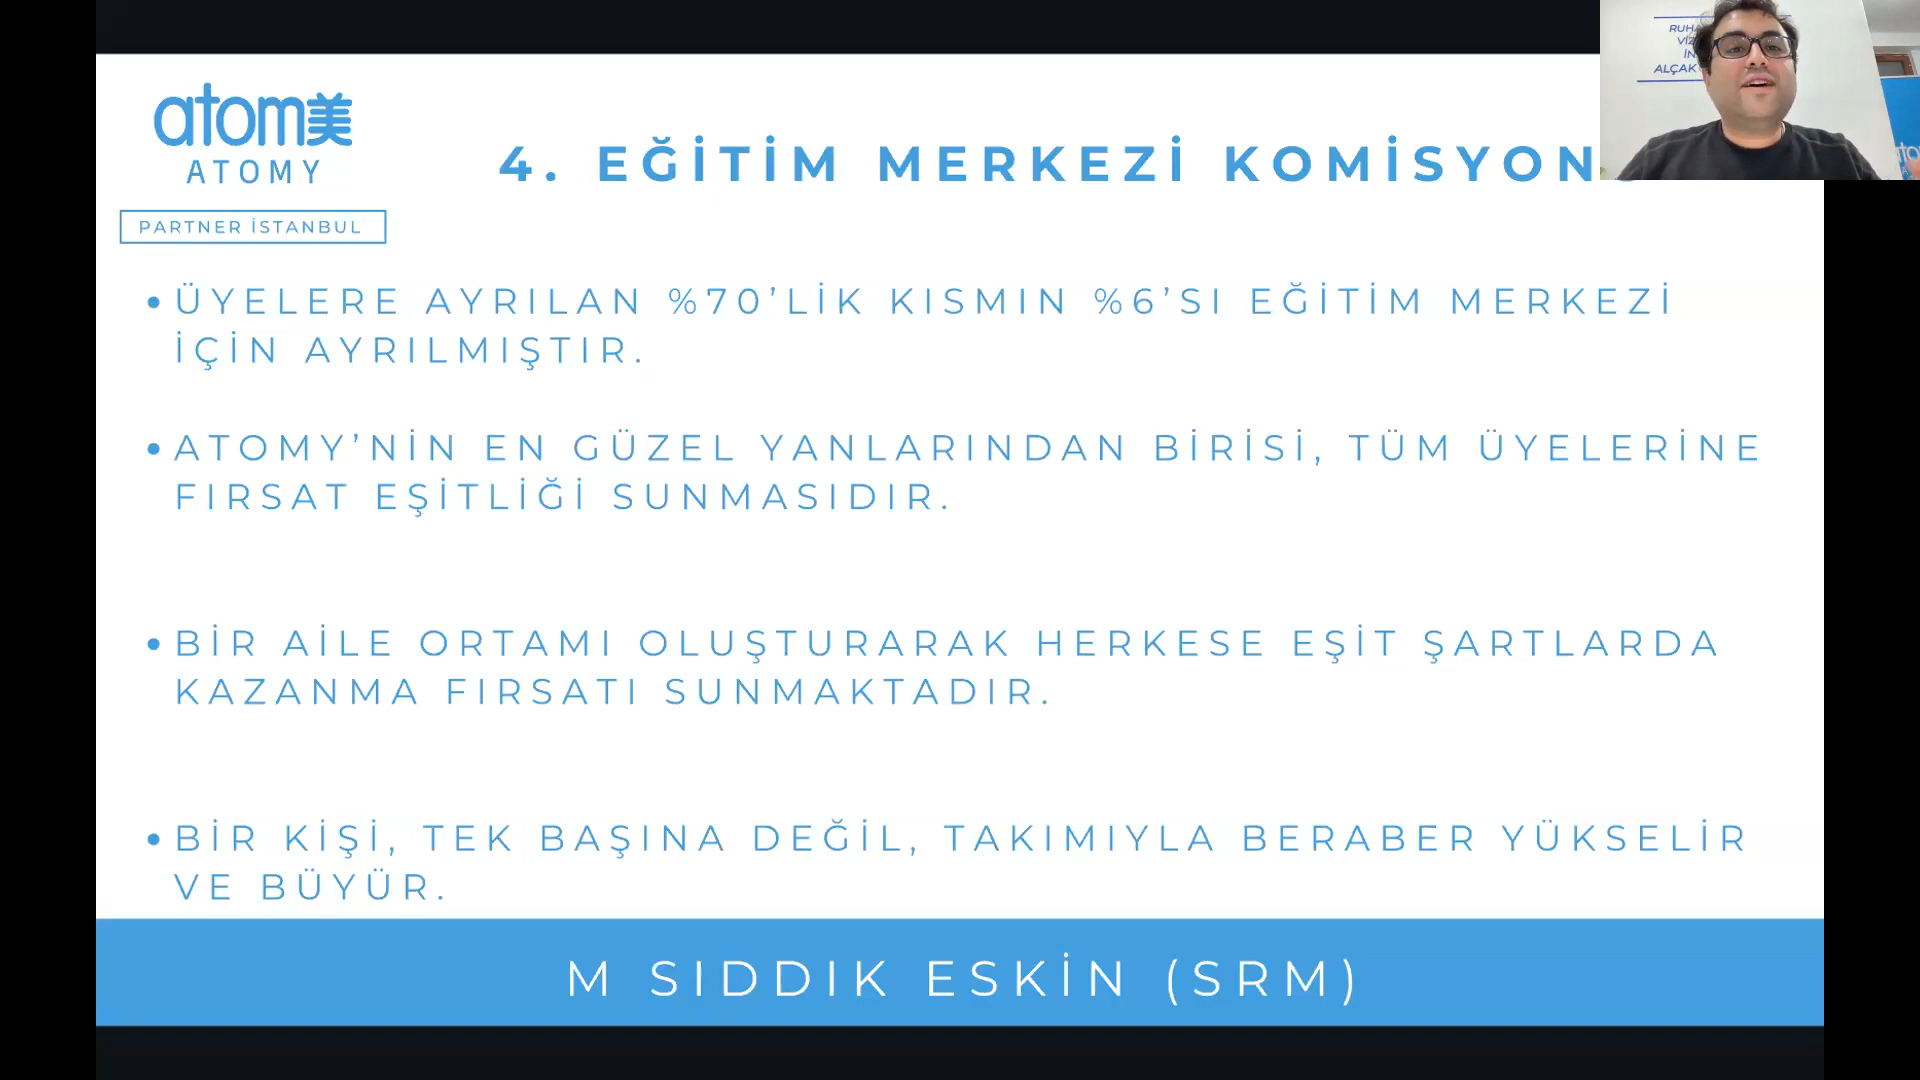 atom美
ATOMY
PARTNER İSTANBUL
4. EĞİTİM MERKEZİ KOMİSYON
• ÜYELERE AYRILAN %70’LİK KISMIN %6’SI EĞİTİM MERKEZİ
İÇİN AYRILMIŞTIR.
• ATOMY’NİN EN GÜZEL YANLARINDAN BİRİSİ, TÜM ÜYELERİNE
FIRSAT EŞİTLİĞİ SUNMASIDIR.
• BİR AİLE ORTAMI OLUŞTURARAK HERKESE EŞİT ŞARTLARDA
KAZANMA FIRSATI SUNMAKTADIR.
• BİR KİŞİ, TEK BAŞINA DEĞİL, TAKIMIYLA BERABER YÜKSELİR
VE BÜYÜR.
M SIDDIK ESKİN (SRM)
ALÇAK